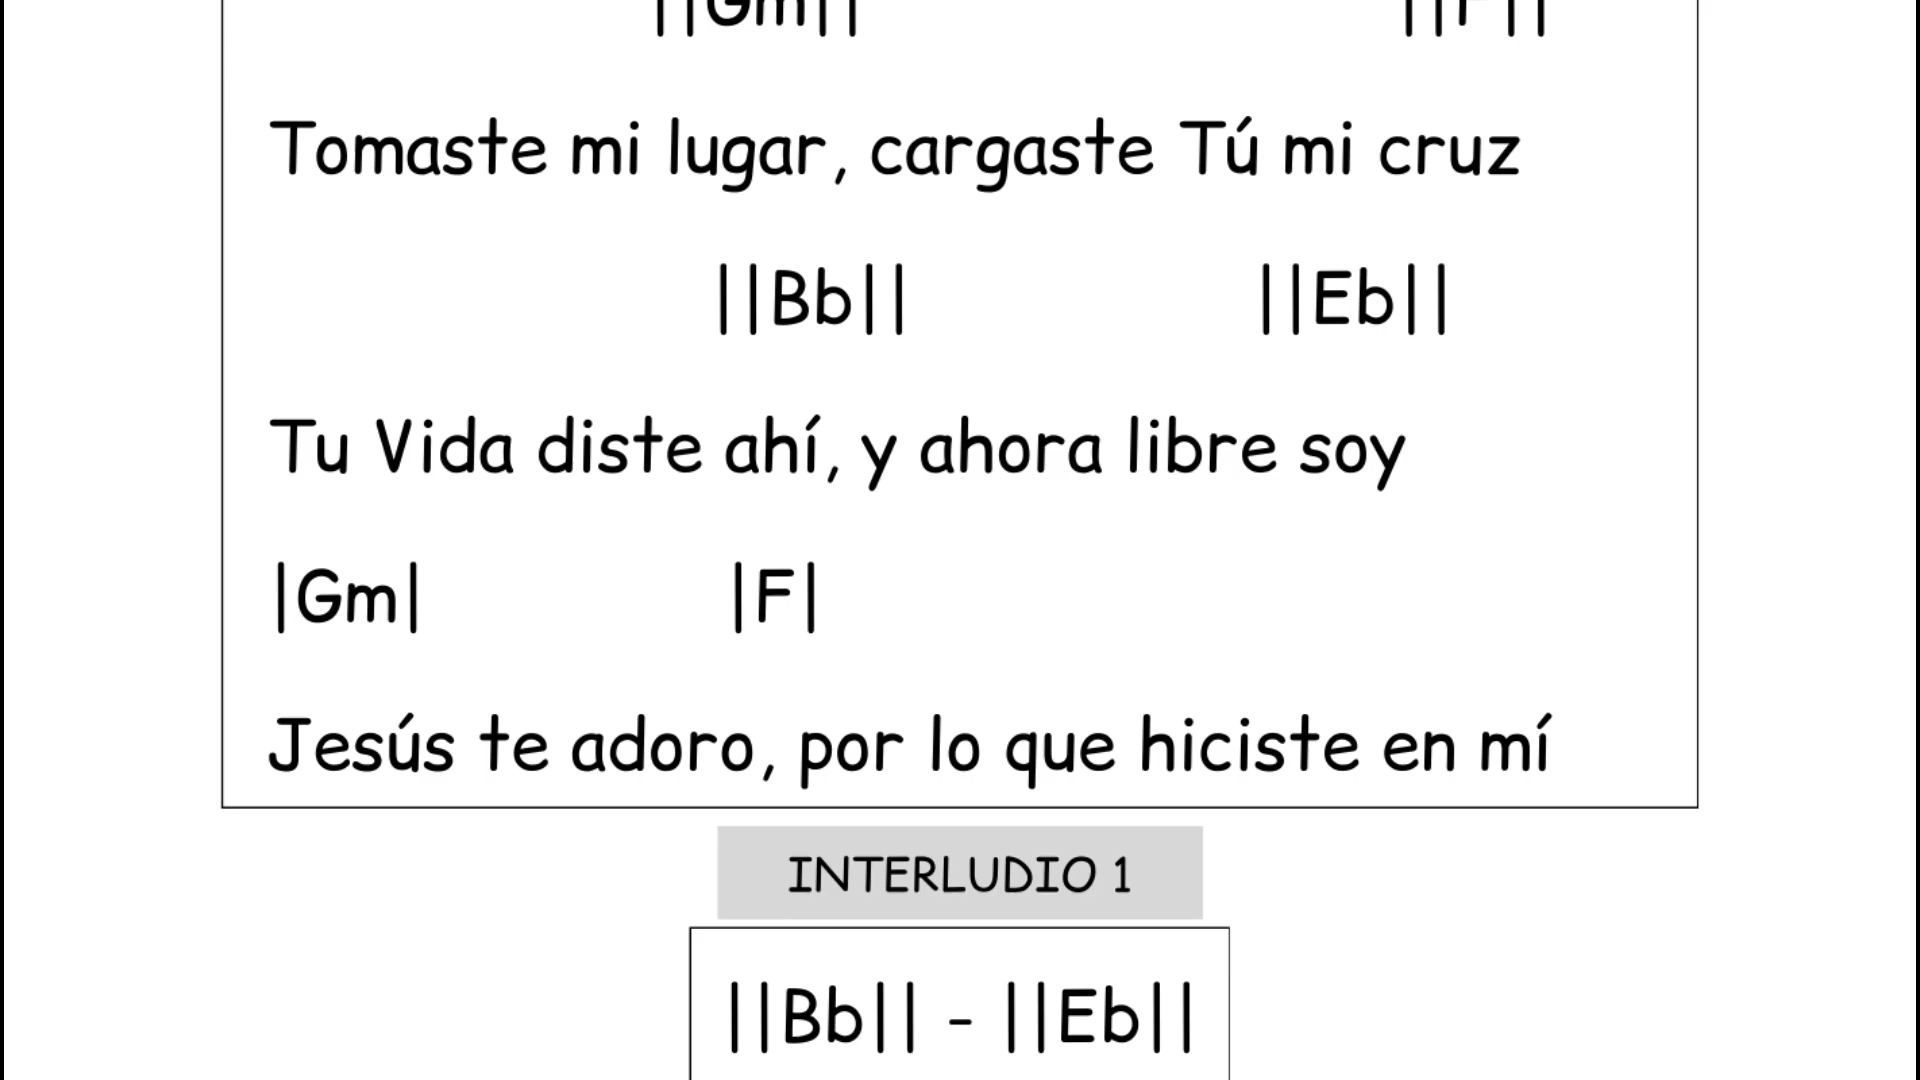 ||Gm|| ||F||
Tomaste mi lugar, cargaste Tú mi cruz
||Bb|| ||Eb||
Tu Vida diste ahí, y ahora libre soy
|Gm| |F|
Jesús te adoro, por lo que hiciste en mí
INTERLUDIO 1
||Bb|| - ||Eb||